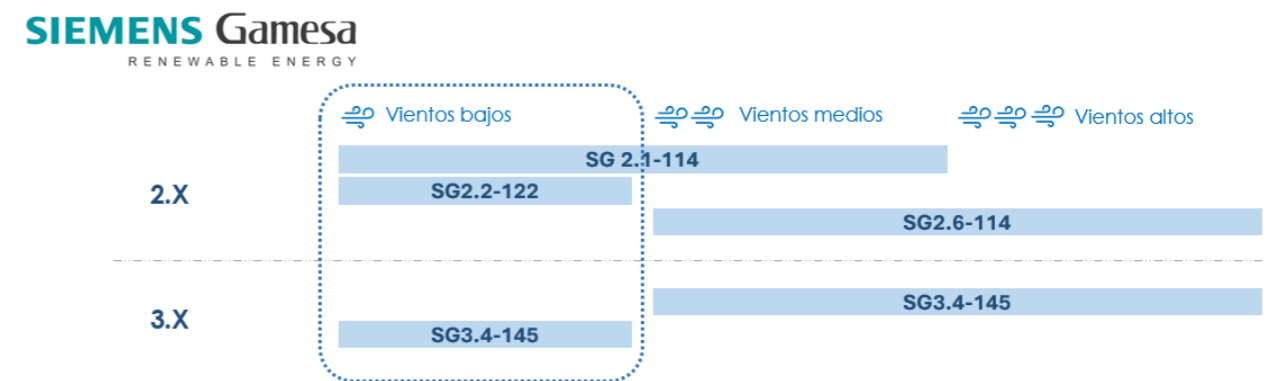 SIEMENS Gamesa
RENEWABLE ENERGY
Vientos bajos
Vientos medios
Vientos altos
SG 2.1-114
2.X
SG2.2-122
SG2.6-114
SG3.4-145
3.X
SG3.4-145